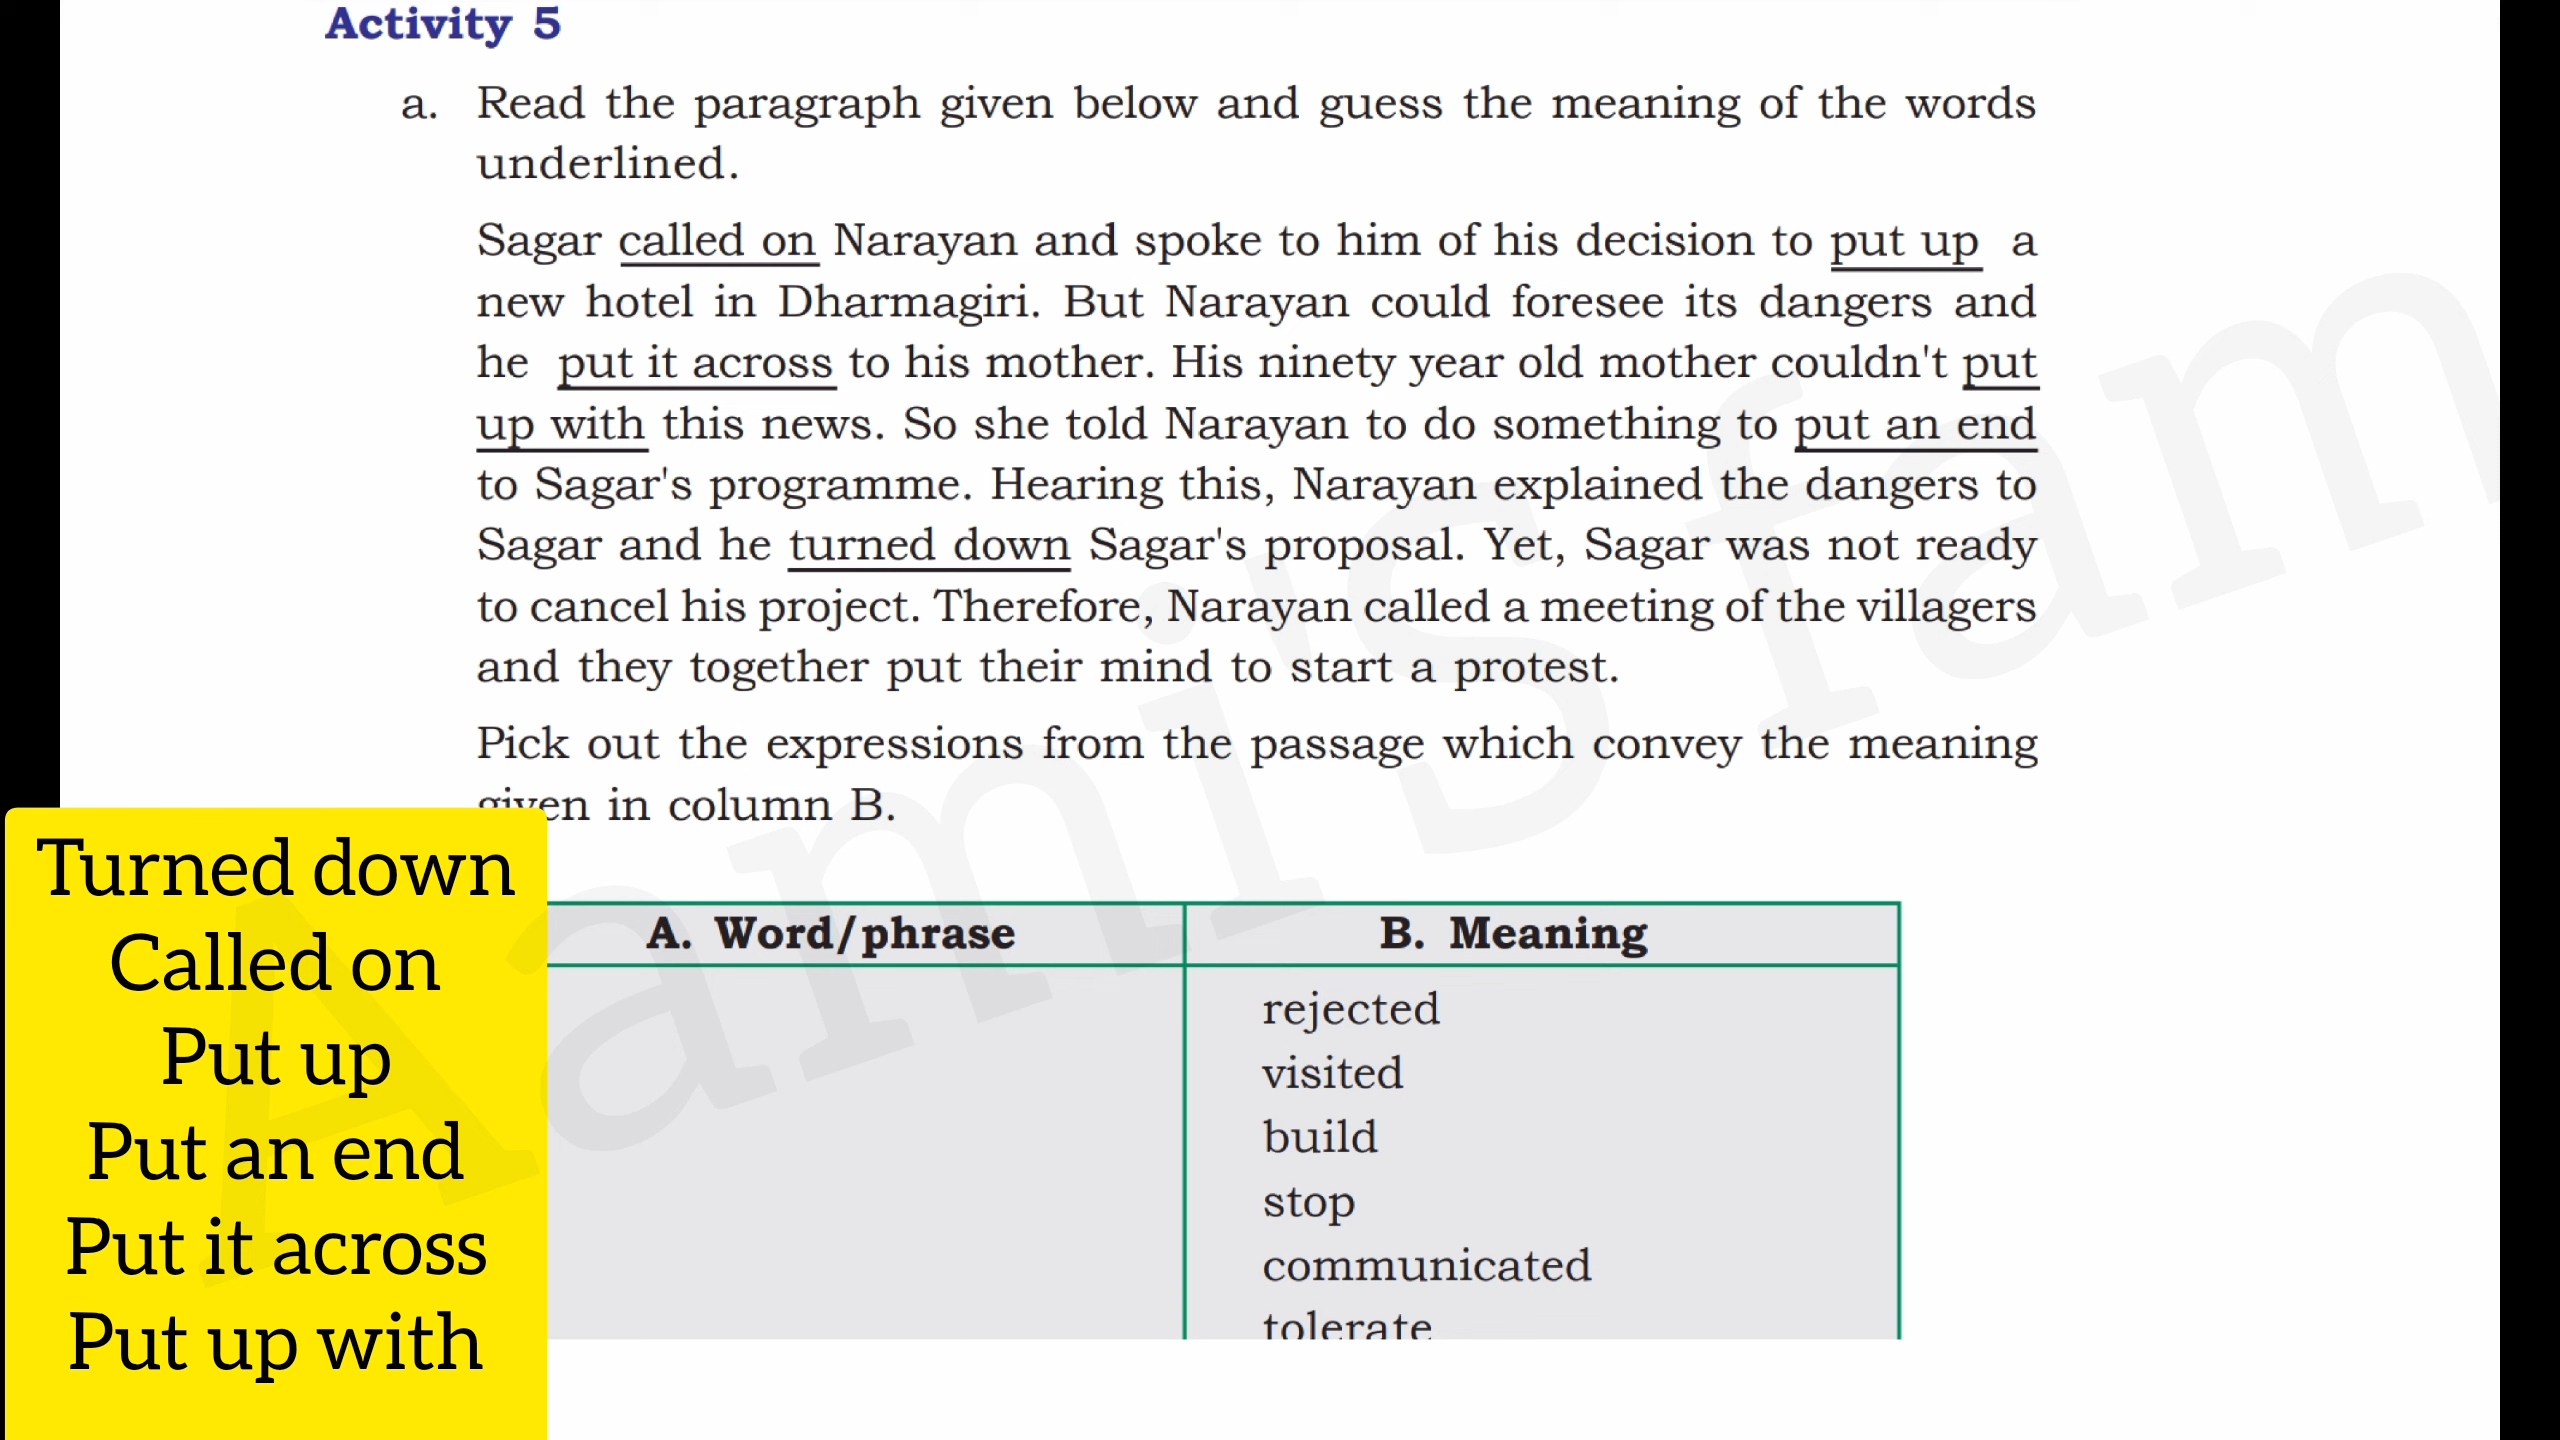 Activity 5
a. Read the paragraph given below and guess the meaning of the words
underlined.
Sagar called on Narayan and spoke to him of his decision to put up a
new hotel in Dharmagiri. But Narayan could foresee its dangers and
he put it across to his mother. His ninety year old mother couldn't put
up with this news. So she told Narayan to do something to put an end
to Sagar's programme. Hearing this, Narayan explained the dangers to
Sagar and he turned down Sagar's proposal. Yet, Sagar was not ready
to cancel his project. Therefore, Narayan called a meeting of the villagers
and they together put their mind to start a protest.
Pick out the expressions from the passage which convey the meaning
given in column B.
A. Word/phrase B. Meaning
rejected
visited
build
stop
communicated
tolerate
Turned down
Called on
Put up
Put an end
Put it across
Put up with
Aami'S fam